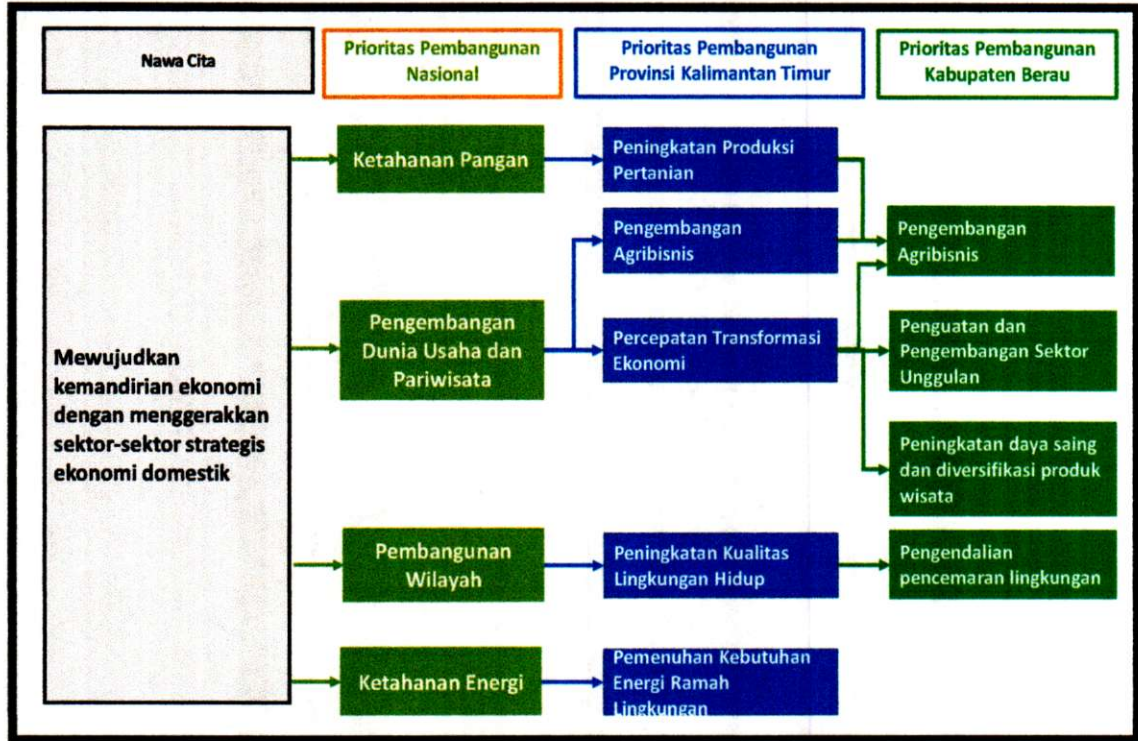 Nawa Cita
Prioritas Pembangunan
Nasional
Prioritas Pembangunan
Provinsi Kalimantan Timur
Prioritas Pembangunan
Kabupaten Berau
Mewujudkan
kemandirian ekonomi
dengan menggerakkan
sektor-sektor strategis
ekonomi domestik
Ketahanan Pangan
Pengembangan
Dunia Usaha dan
Pariwisata
Pembangunan
Wilayah
Ketahanan Energi
Peningkatan Produksi
Pertanian
Pengembangan
Agribisnis
Percepatan Transformasi
Ekonomi
Peningkatan Kualitas
Lingkungan Hidup
Pemenuhan Kebutuhan
Energi Ramah
Lingkungan
Pengembangan
Agribisnis
Penguatan dan
Pengembangan Sektor
Unggulan
Peningkatan daya saing
dan diversifikasi produk
wisata
Pengendalian
pencemaran lingkungan